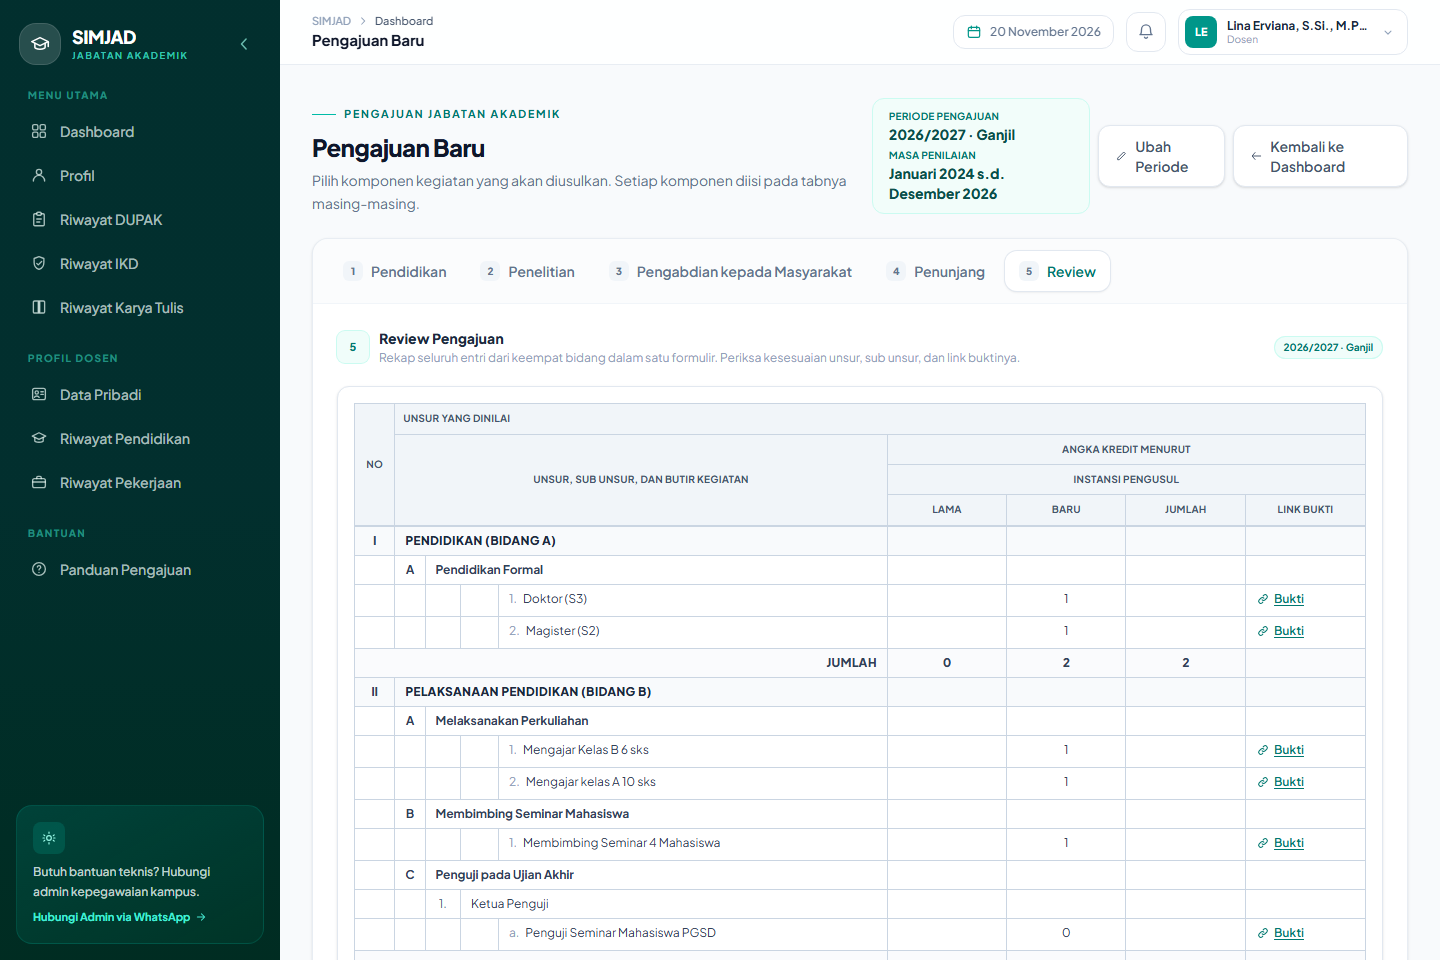 SIMJAD
JABATAN AKADEMIK
MENU UTAMA
Dashboard
Profil
Riwayat DUPAK
Riwayat IKD
Riwayat Karya Tulis
PROFIL DOSEN
Data Pribadi
Riwayat Pendidikan
Riwayat Pekerjaan
BANTUAN
Panduan Pengajuan
Butuh bantuan teknis? Hubungi
admin kepegawaian kampus.
Hubungi Admin via WhatsApp →
SIMJAD > Dashboard
Pengajuan Baru
20 November 2026
LE
Lina Erviana, S.Si., M.P...
Dosen
PENGAJUAN JABATAN AKADEMIK
Pengajuan Baru
Pilih komponen kegiatan yang akan diusulkan. Setiap komponen diisi pada tabnya
masing-masing.
PERIODE PENGAJUAN
2026/2027 · Ganjil
MASA PENILAIAN
Januari 2024 s.d.
Desember 2026
Ubah
Periode
← Kembali ke
Dashboard
1 Pendidikan
2 Penelitian
3 Pengabdian kepada Masyarakat
4 Penunjang
5 Review
5
Review Pengajuan
Rekap seluruh entri dari keempat bidang dalam satu formulir. Periksa kesesuaian unsur, sub unsur, dan link buktinya.
2026/2027 · Ganjil
NO
UNSUR YANG DINILAI
UNSUR, SUB UNSUR, DAN BUTIR KEGIATAN
ANGKA KREDIT MENURUT
INSTANSI PENGUSUL
LAMA BARU JUMLAH LINK BUKTI
I PENDIDIKAN (BIDANG A)
A Pendidikan Formal
1. Doktor (S3) 1 Bukti
2. Magister (S2) 1 Bukti
JUMLAH 0 2 2
II PELAKSANAAN PENDIDIKAN (BIDANG B)
A Melaksanakan Perkuliahan
1. Mengajar Kelas B 6 sks 1 Bukti
2. Mengajar kelas A 10 sks 1 Bukti
B Membimbing Seminar Mahasiswa
1. Membimbing Seminar 4 Mahasiswa 1 Bukti
C Penguji pada Ujian Akhir
1. Ketua Penguji
a. Penguji Seminar Mahasiswa PGSD 0 Bukti